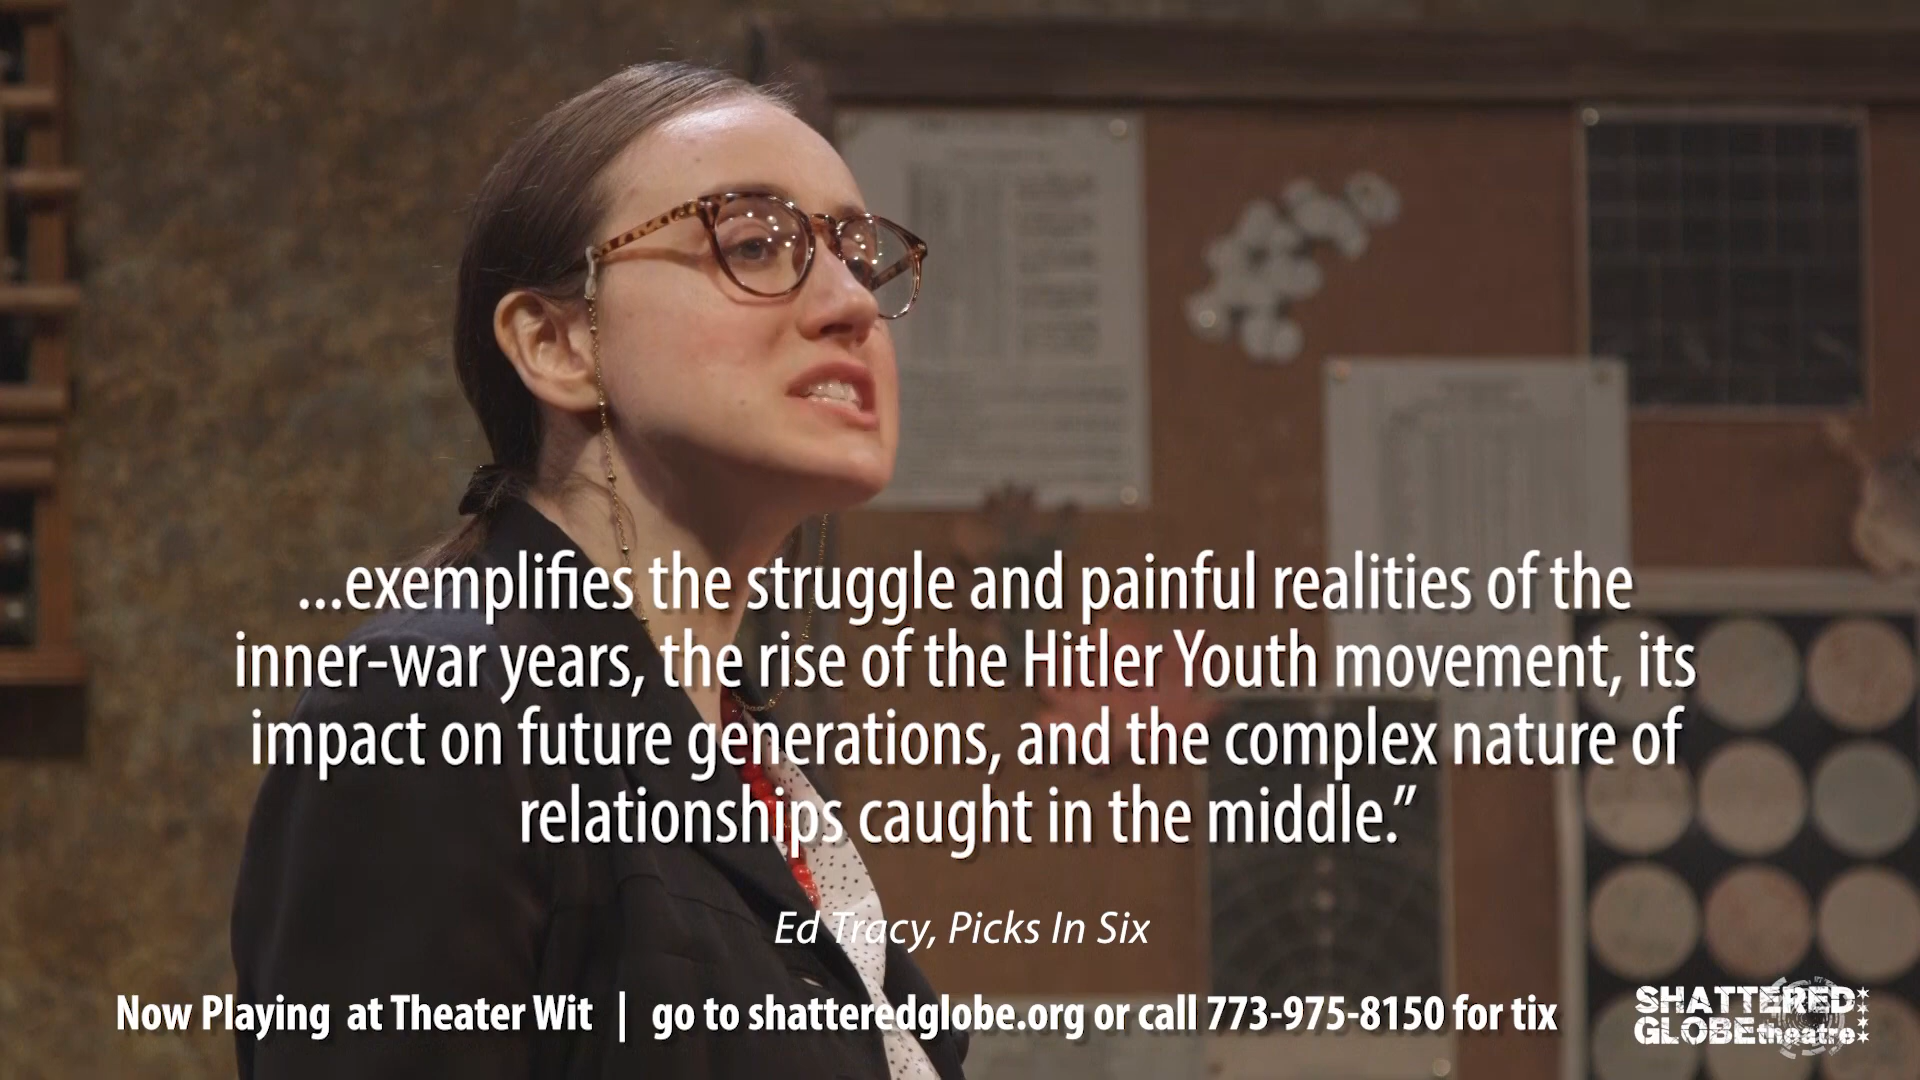 ...exemplifies the struggle and painful realities of the
inner-war years, the rise of the Hitler Youth movement, its
impact on future generations, and the complex nature of
relationships caught in the middle.”
Ed Tracy, Picks In Six
Now Playing at Theater Wit | go to shatteredglobe.org or call 773-975-8150 for tix
SHATTERED
GLOBE theatre